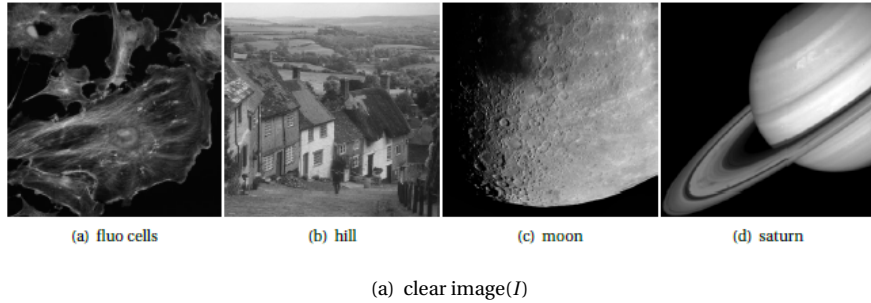 (a) fluo cells (b) hill (c) moon (d) saturn
(a) clear image(I)